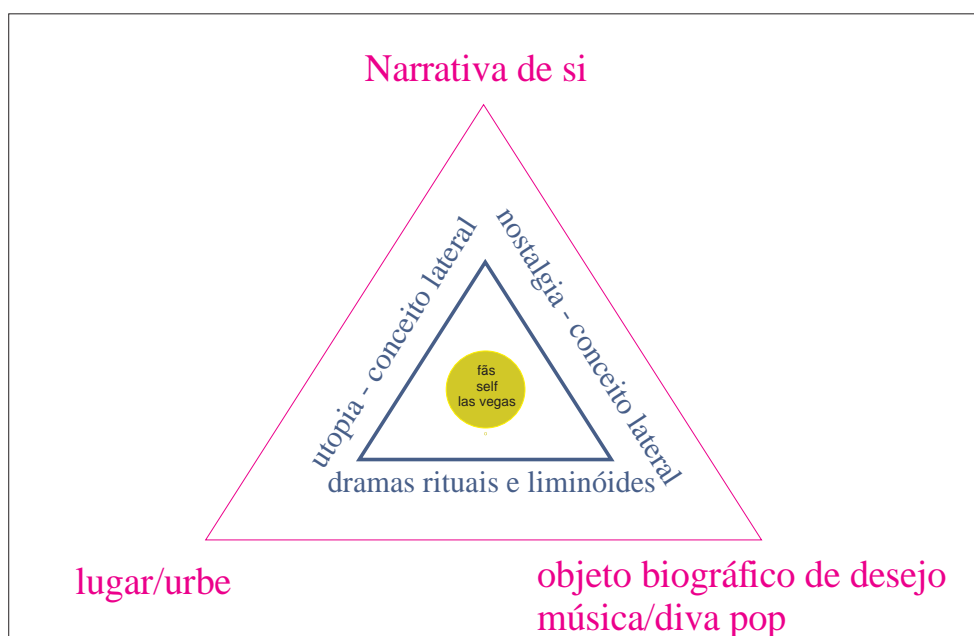 Narrativa de si
utopia - conceito lateral
nostalgia - conceito lateral
fãs
self
las vegas
"
dramas rituais e liminóides
lugar/urbe
objeto biográfico de desejo
música/diva pop